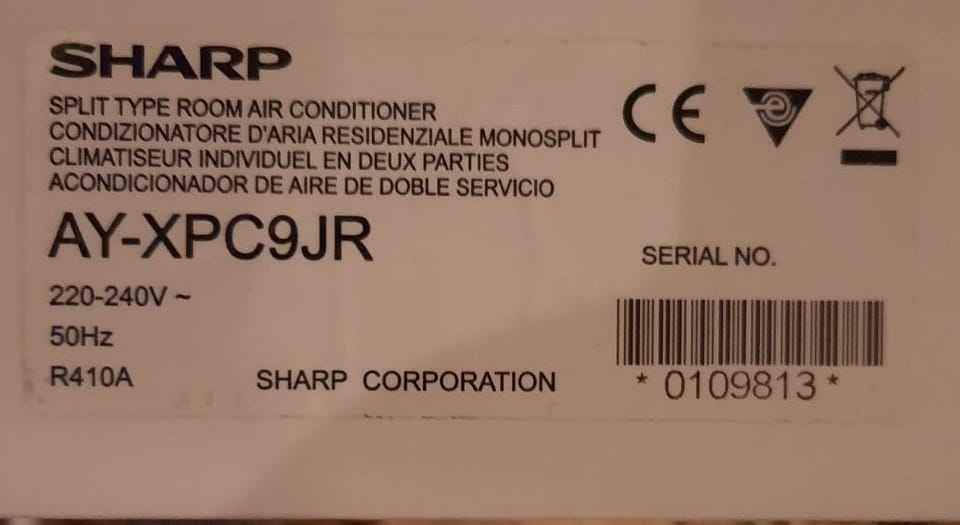 SHARP
SPLIT TYPE ROOM AIR CONDITIONER
CONDIZIONATORE D'ARIA RESIDENZIALE MONOSPLIT
CLIMATISEUR INDIVIDUEL EN DEUX PARTIES
ACONDICIONADOR DE AIRE DE DOBLE SERVICIO
CE
e
AY-XPC9JR
SERIAL NO.
220-240V ~
50Hz
R410A
SHARP CORPORATION
* 0109813 *